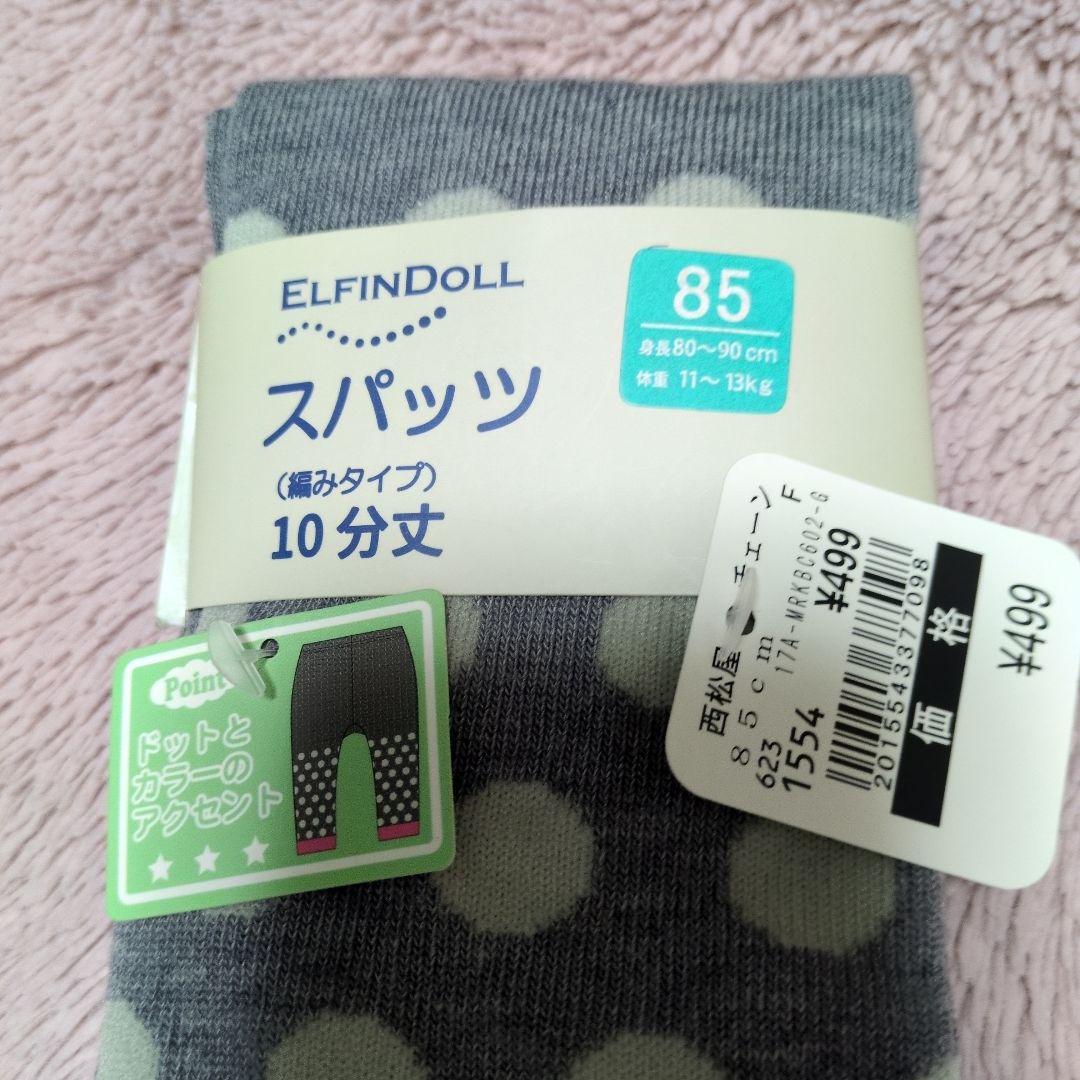 ELFINDOLL
スパッツ
(編みタイプ)
10分丈
85
身長80〜90cm
体重 11〜13kg
Point
ドットと
カラーの
アクセント
西松屋チェーン
85cm F
17A-MRKBC602-G
623
1554 ¥499
2015543377098
価格
¥499